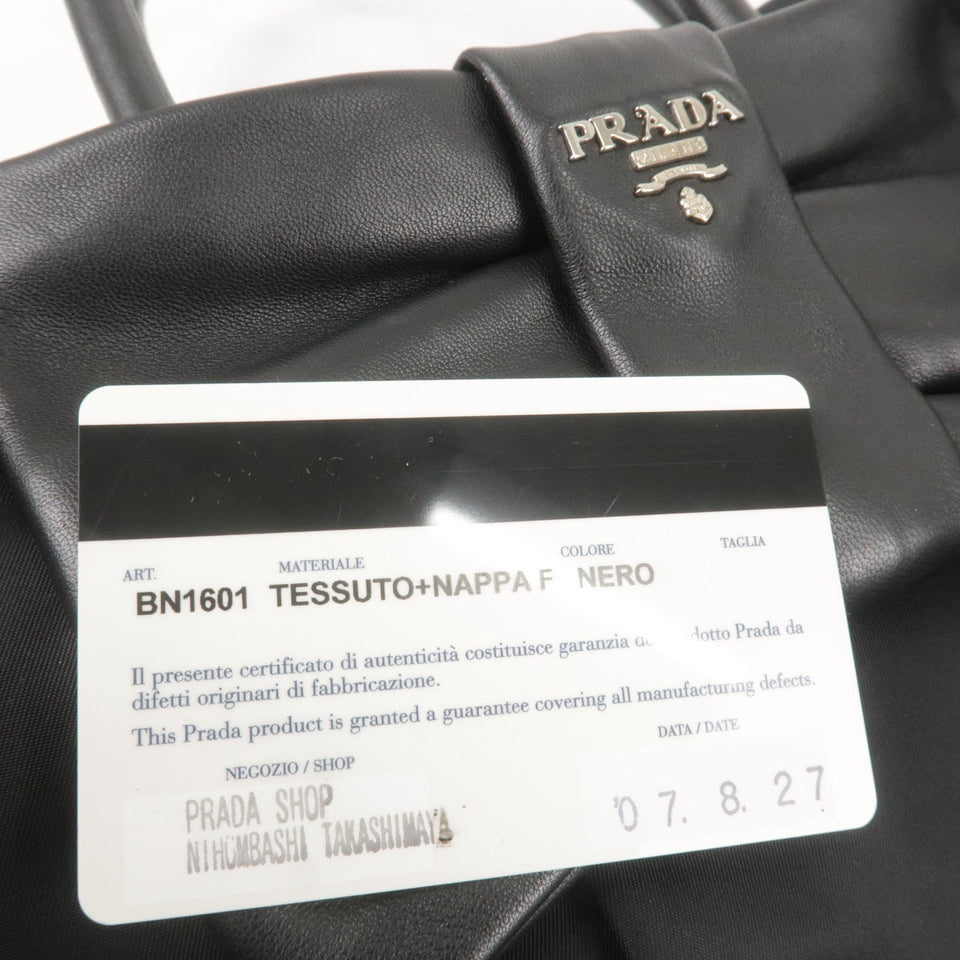 PRADA
MILANO
ART. MATERIALE COLORE TAGLIA
BN1601 TESSUTO+NAPPA F NERO
Il presente certificato di autenticità costituisce garanzia dotto Prada da
difetti originari di fabbricazione.
This Prada product is granted a guarantee covering all manufacturing defects.
NEGOZIO / SHOP DATA / DATE
PRADA SHOP
NIHOMBASHI TAKASHIMAYA
'07. 8. 27